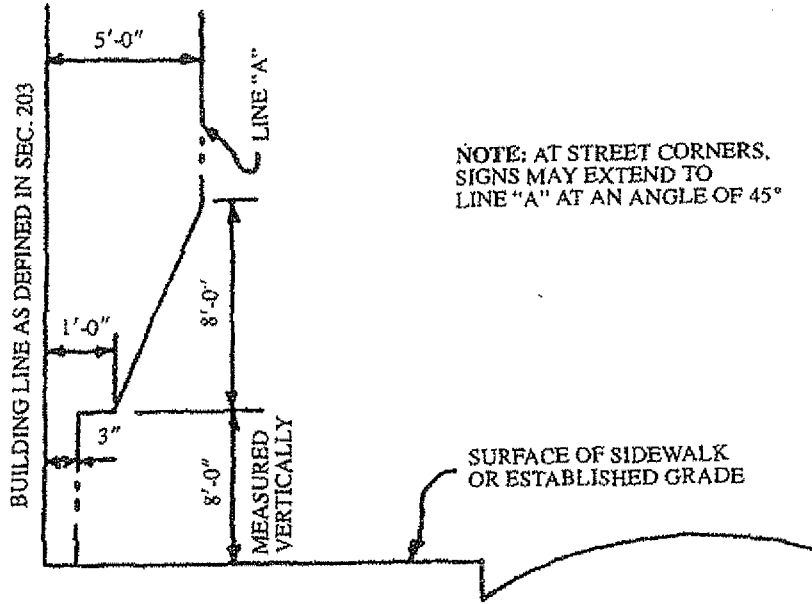 BUILDING LINE AS DEFINED IN SEC. 203
5'-0"
LINE "A"
NOTE: AT STREET CORNERS,
SIGNS MAY EXTEND TO
LINE "A" AT AN ANGLE OF 45°
1'-0"
8'-0"
3"
8'-0"
MEASURED
VERTICALLY
SURFACE OF SIDEWALK
OR ESTABLISHED GRADE